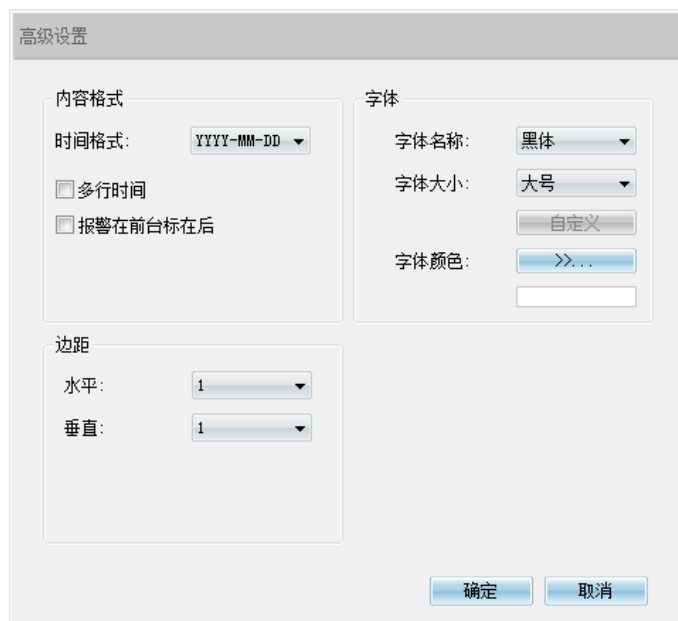 高级设置
内容格式
时间格式: YYYY-MM-DD
多行时间
报警在前台标在后
字体
字体名称: 黑体
字体大小: 大号
自定义
字体颜色: >>...
边距
水平: 1
垂直: 1
确定 取消